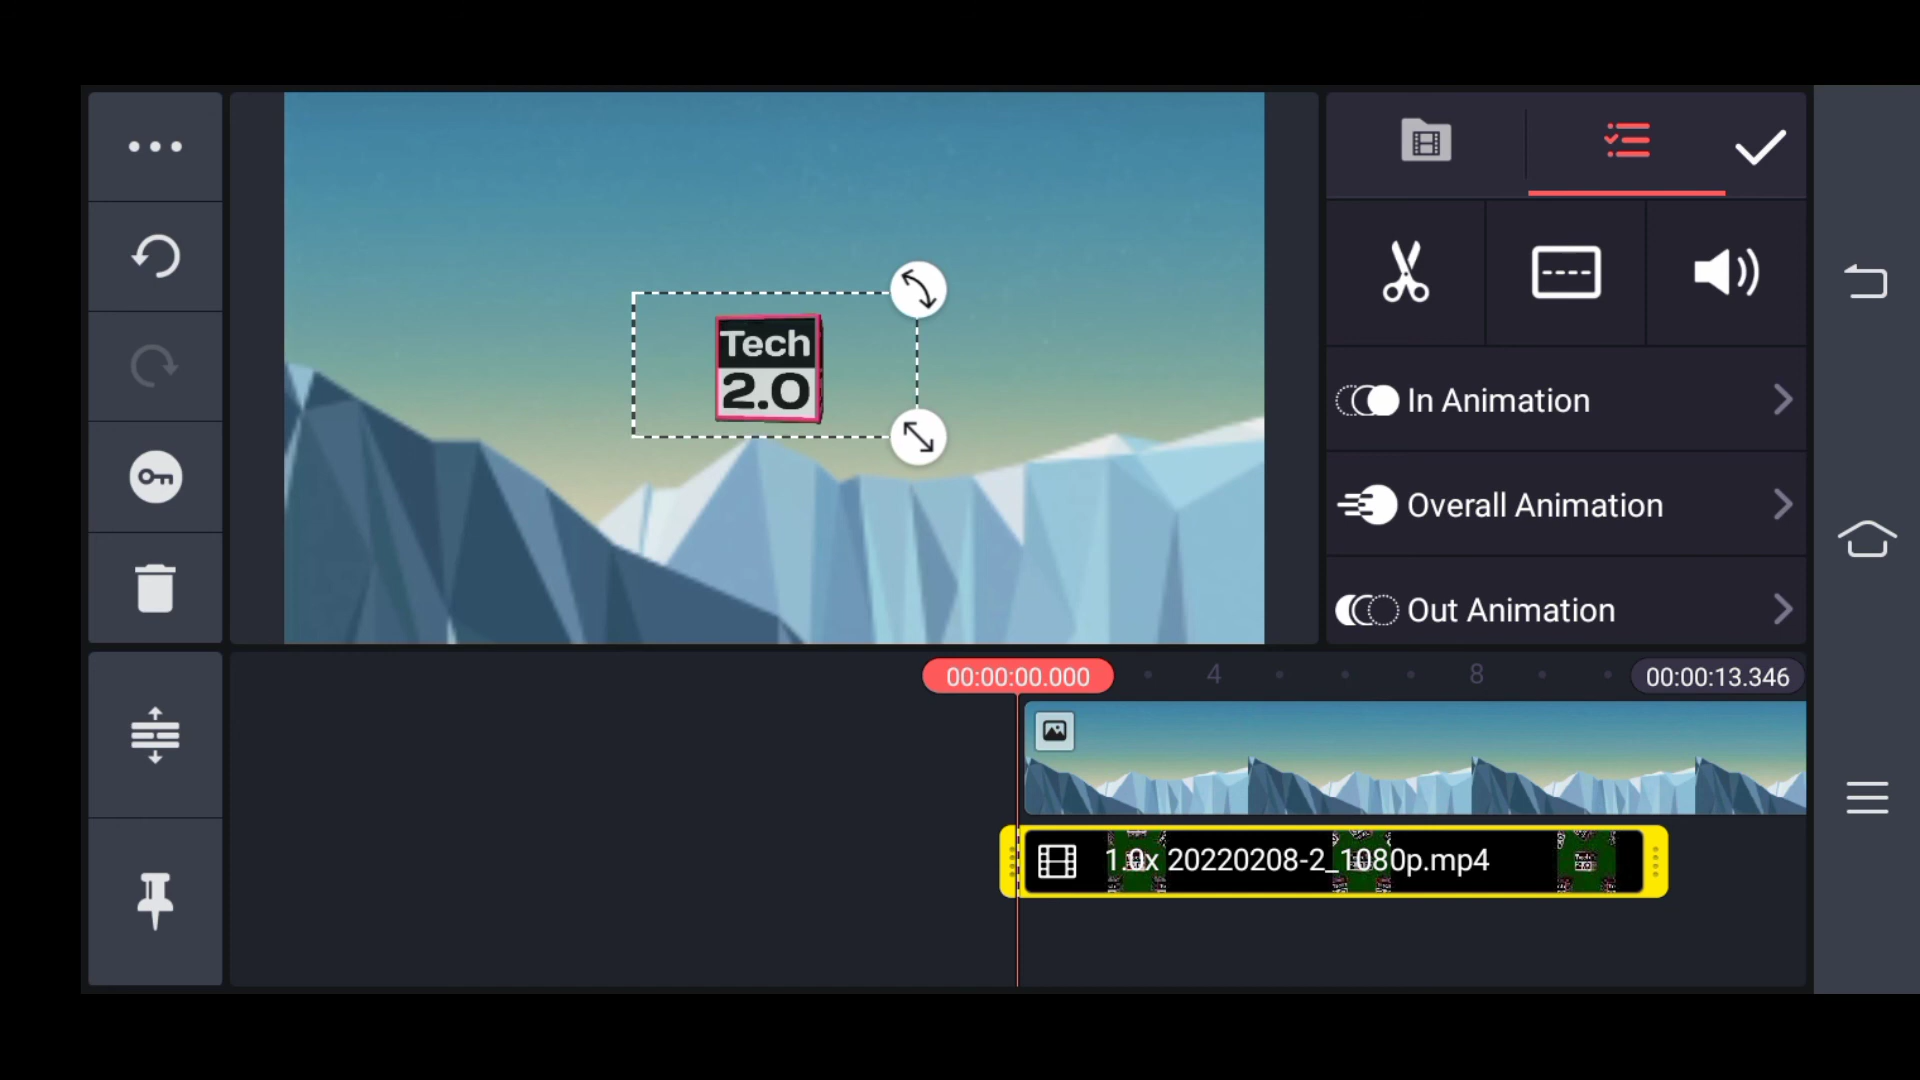 Tech
2.0
In Animation
Overall Animation
Out Animation
00:00:00.000
4
8
00:00:13.346
1.0x 20220208-2_1080p.mp4